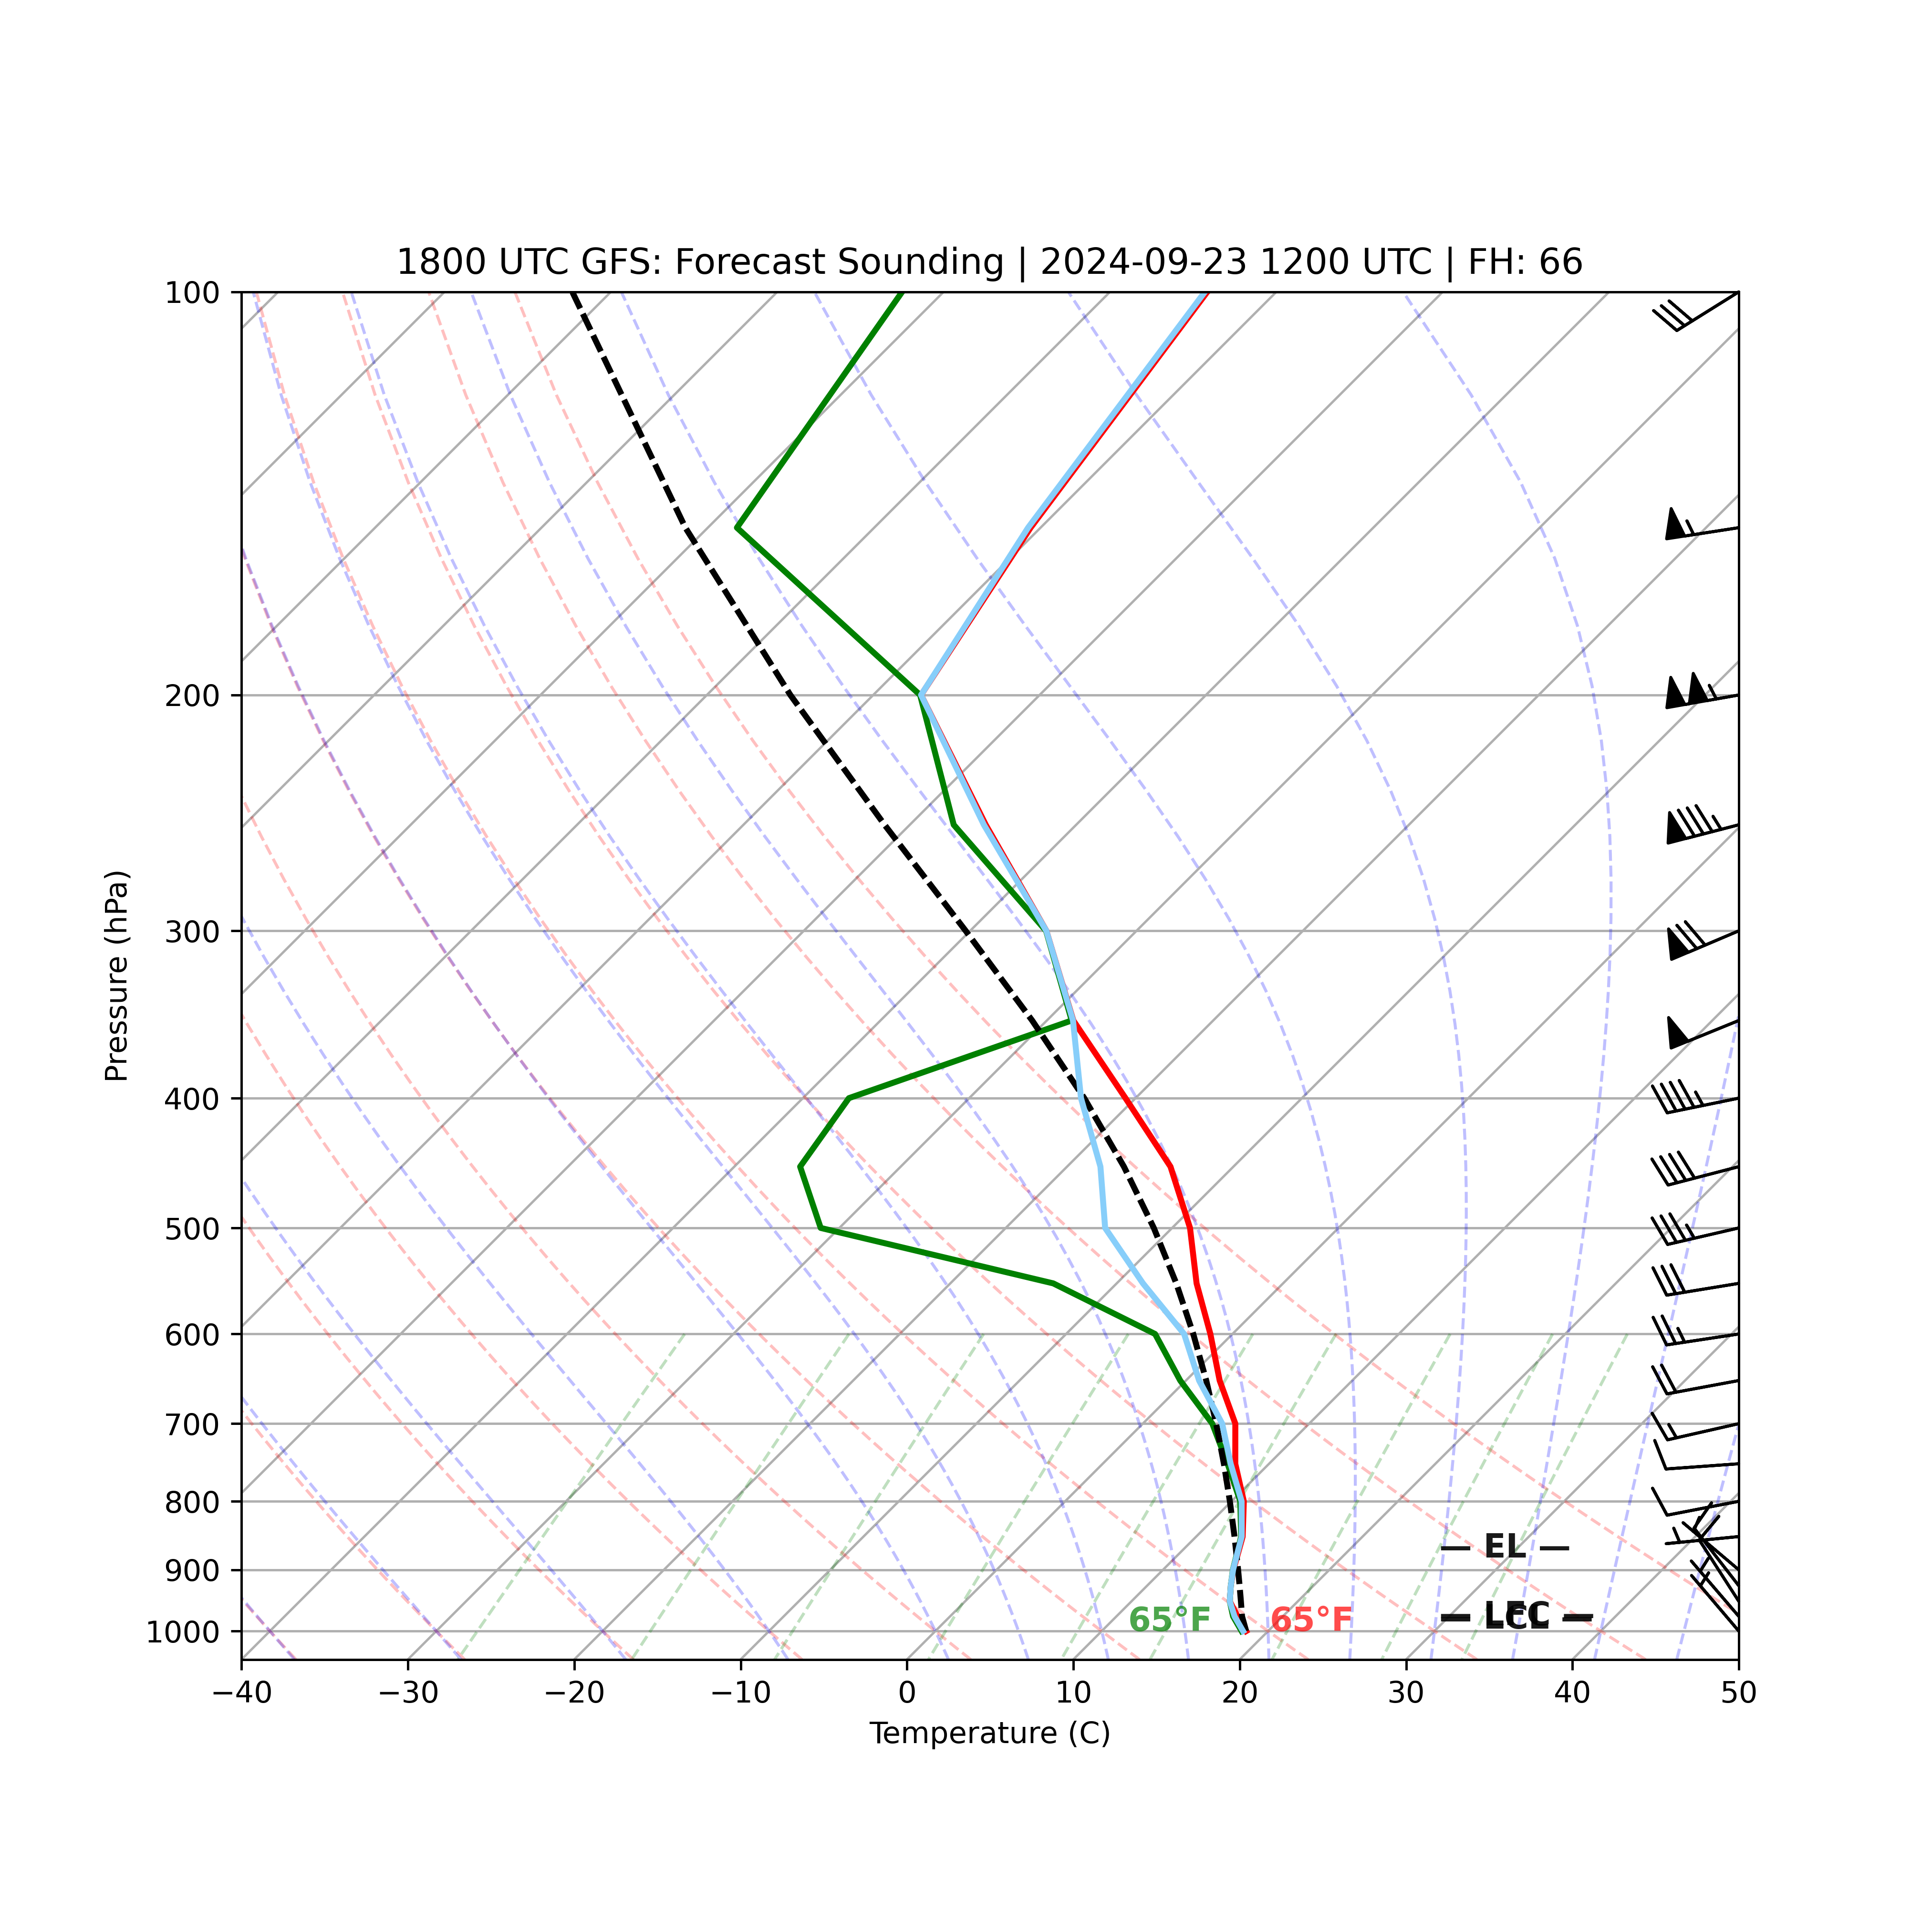 1800 UTC GFS: Forecast Sounding | 2024-09-23 1200 UTC | FH: 66
100
200
300
400
500
600
700
800
900
1000
Pressure (hPa)
— EL —
— LFC —
— LCL —
65°F 65°F
−40 −30 −20 −10 0 10 20 30 40 50
Temperature (C)